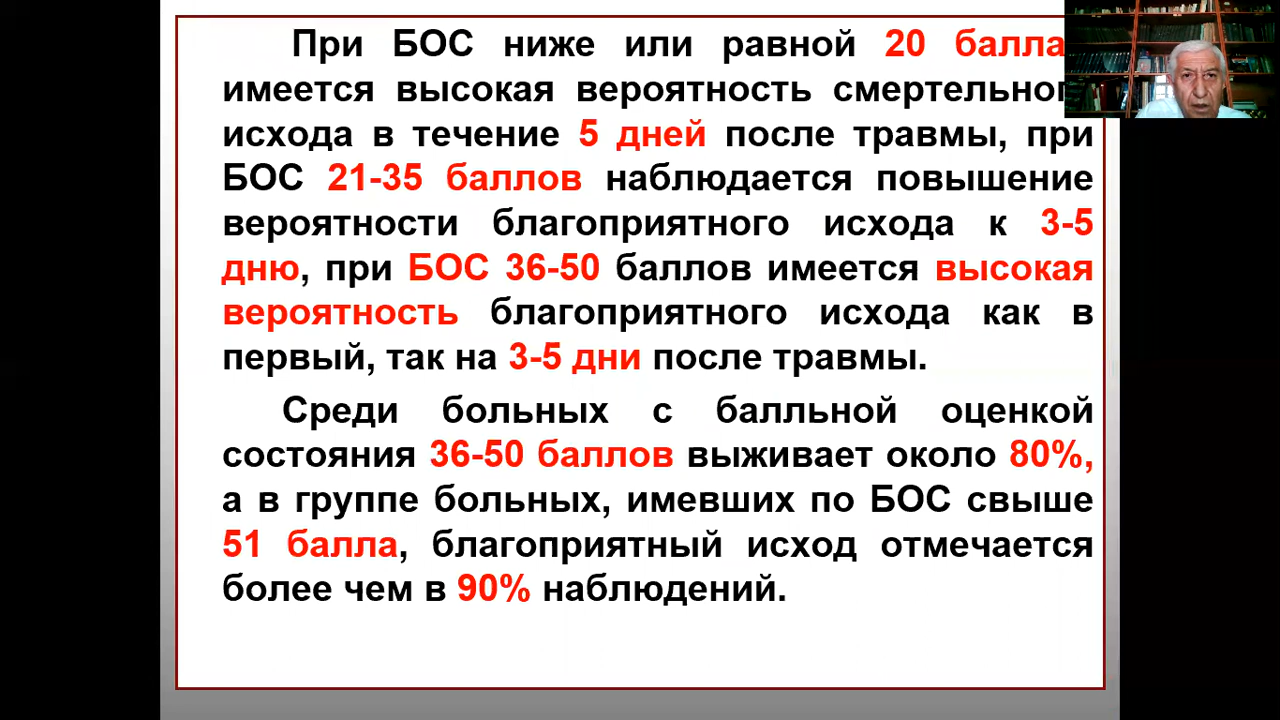 При БОС ниже или равной 20 балла
имеется высокая вероятность смертельног
исхода в течение 5 дней после травмы, при
БОС 21-35 баллов наблюдается повышение
вероятности благоприятного исхода к 3-5
дню, при БОС 36-50 баллов имеется высокая
вероятность благоприятного исхода как в
первый, так на 3-5 дни после травмы.
Среди больных с балльной оценкой
состояния 36-50 баллов выживает около 80%,
а в группе больных, имевших по БОС свыше
51 балла, благоприятный исход отмечается
более чем в 90% наблюдений.